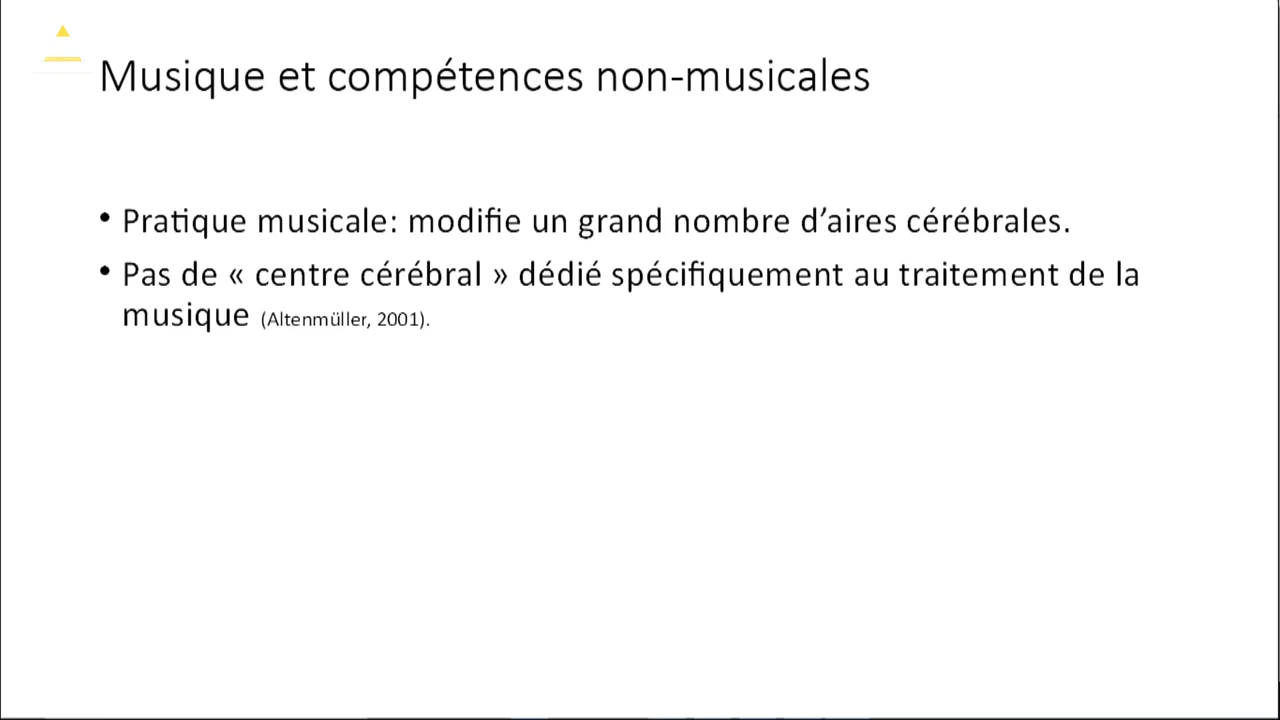 Musique et compétences non-musicales
• Pratique musicale: modifie un grand nombre d’aires cérébrales.
• Pas de « centre cérébral » dédié spécifiquement au traitement de la
musique (Altenmüller, 2001).